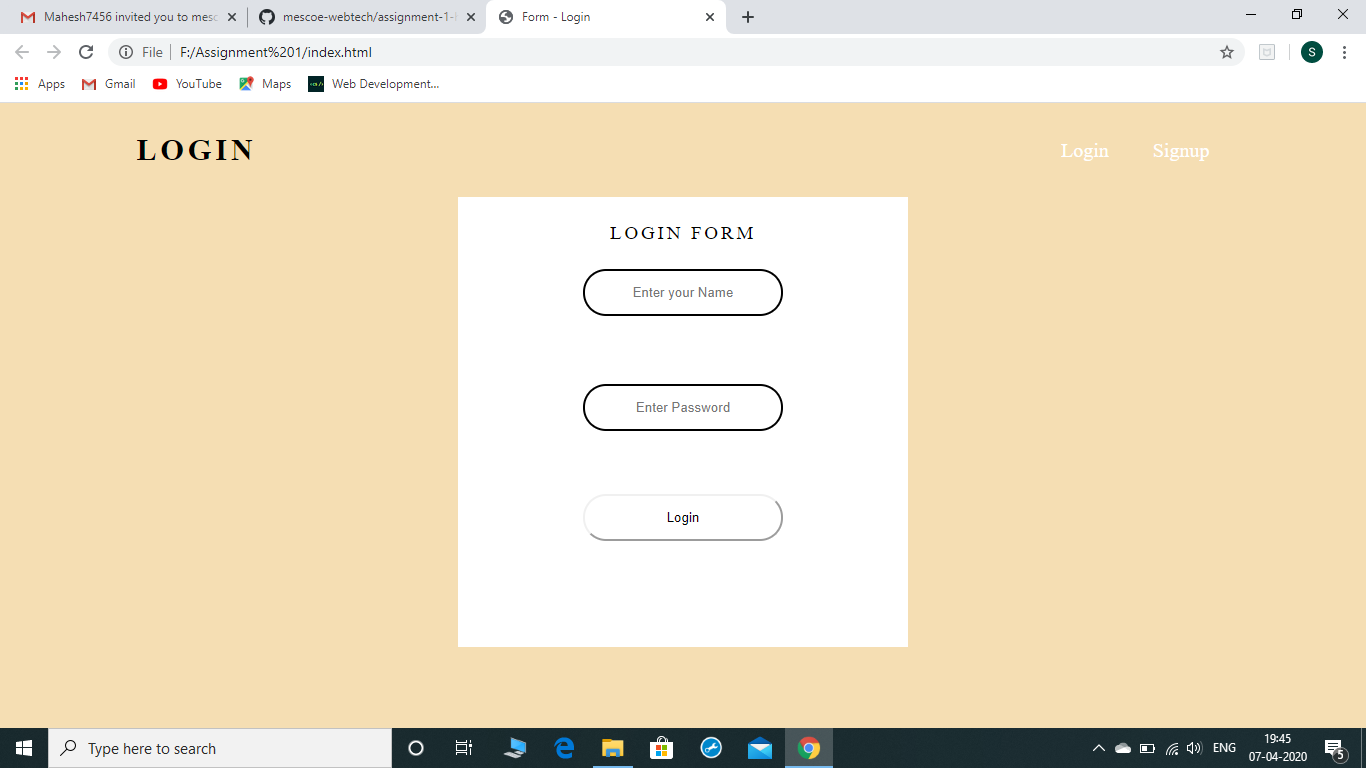 Mahesh7456 invited you to mesc
mescoe-webtech/assignment-1-
Form - Login
File
F:/Assignment%201/index.html
S
Apps
Gmail
YouTube
Maps
Web Development...
LOGIN
Login
Signup
LOGIN FORM
Enter your Name
Enter Password
Login
Type here to search
ENG
19:45
07-04-2020
5